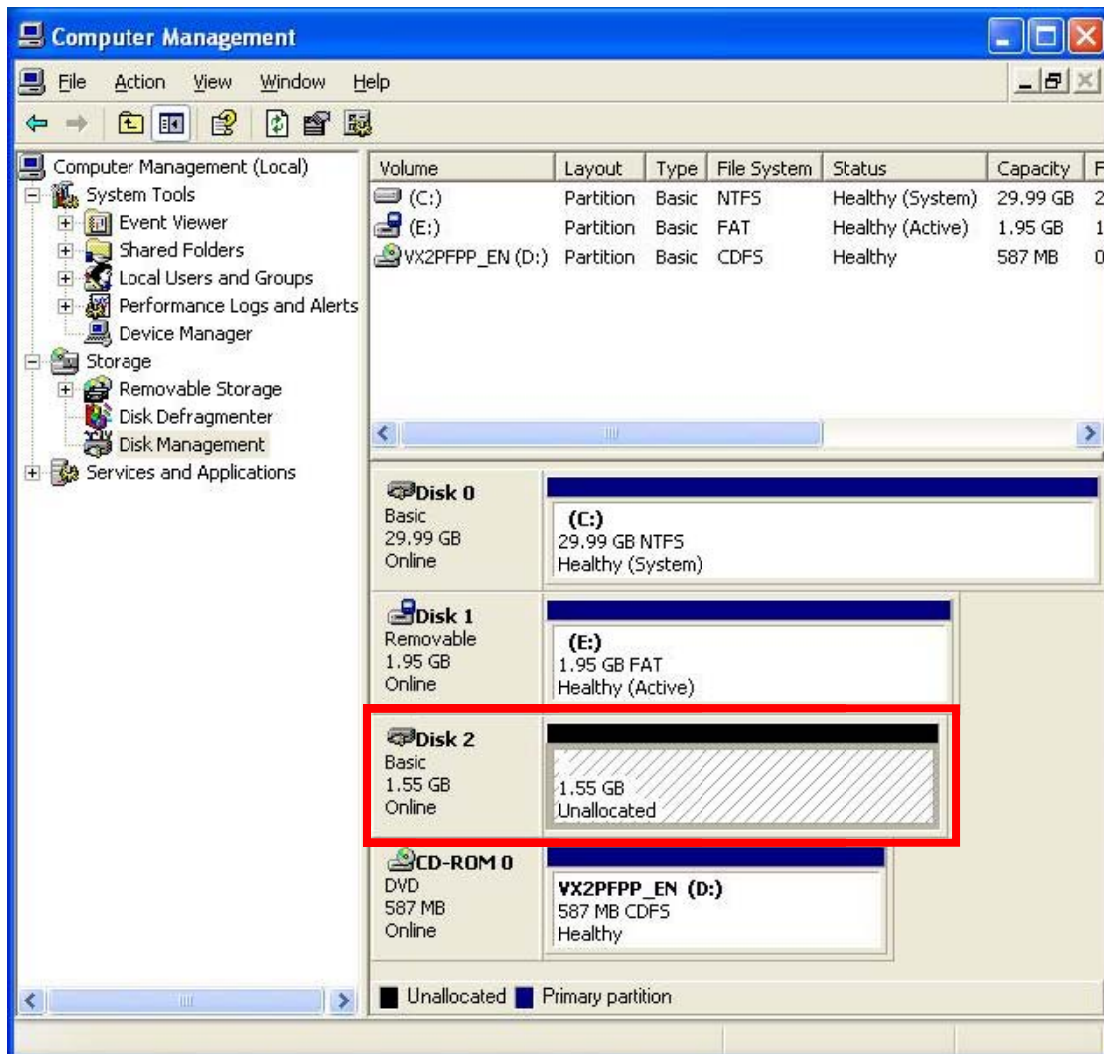 Computer Management
File Action View Window Help
Computer Management (Local)
System Tools
Event Viewer
Shared Folders
Local Users and Groups
Performance Logs and Alerts
Device Manager
Storage
Removable Storage
Disk Defragmenter
Disk Management
Services and Applications
Volume Layout Type File System Status Capacity F
(C:) Partition Basic NTFS Healthy (System) 29.99 GB 2
(E:) Partition Basic FAT Healthy (Active) 1.95 GB 1
VX2PFPP_EN (D:) Partition Basic CDFS Healthy 587 MB 0
Disk 0
Basic
29.99 GB
Online
(C:)
29.99 GB NTFS
Healthy (System)
Disk 1
Removable
1.95 GB
Online
(E:)
1.95 GB FAT
Healthy (Active)
Disk 2
Basic
1.55 GB
Online
1.55 GB
Unallocated
CD-ROM 0
DVD
587 MB
Online
VX2PFPP_EN (D:)
587 MB CDFS
Healthy
Unallocated Primary partition